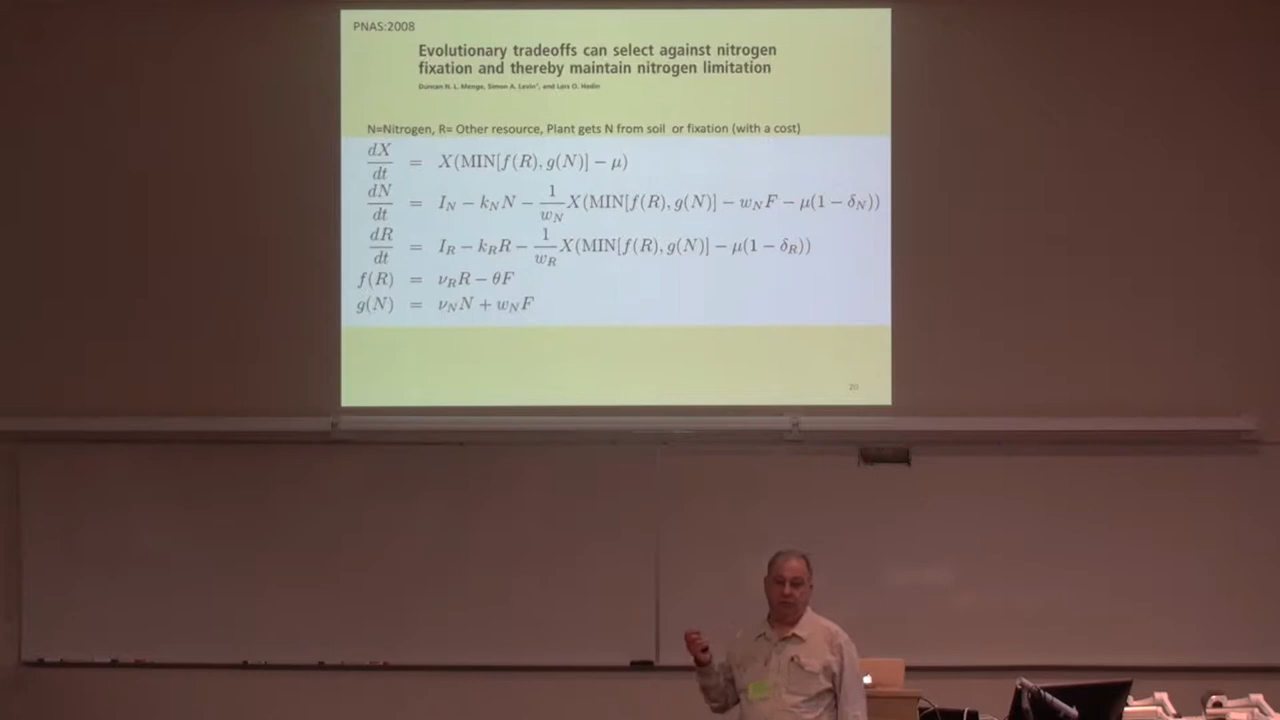 PNAS:2008
Evolutionary tradeoffs can select against nitrogen
fixation and thereby maintain nitrogen limitation
Duncan N. L. Menge, Simon A. Levin*, and Lars O. Hedin
N=Nitrogen, R= Other resource, Plant gets N from soil or fixation (with a cost)
dX/dt = X(MIN[f(R), g(N)] − μ)
dN/dt = I_N − k_N N − 1/w_N X(MIN[f(R), g(N)] − w_N F − μ(1 − δ_N))
dR/dt = I_R − k_R R − 1/w_R X(MIN[f(R), g(N)] − μ(1 − δ_R))
f(R) = ν_R R − θF
g(N) = ν_N N + w_N F
20